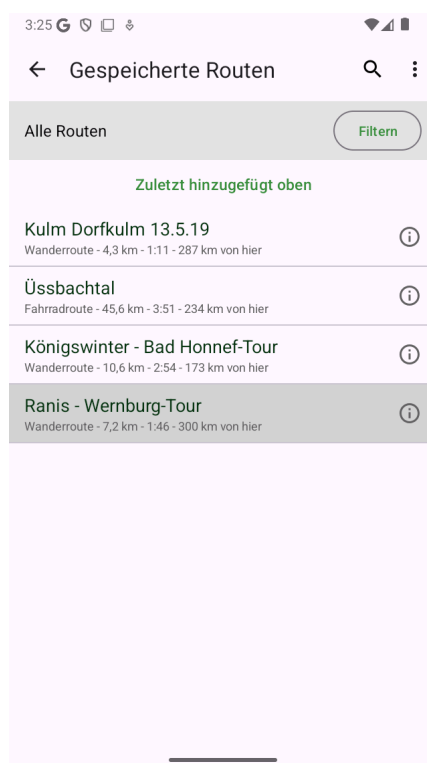 3:25
Gespeicherte Routen
Alle Routen
Filtern
Zuletzt hinzugefügt oben
Kulm Dorfkulm 13.5.19
Wanderroute - 4,3 km - 1:11 - 287 km von hier
Üssbachtal
Fahrradroute - 45,6 km - 3:51 - 234 km von hier
Königswinter - Bad Honnef-Tour
Wanderroute - 10,6 km - 2:54 - 173 km von hier
Ranis - Wernburg-Tour
Wanderroute - 7,2 km - 1:46 - 300 km von hier